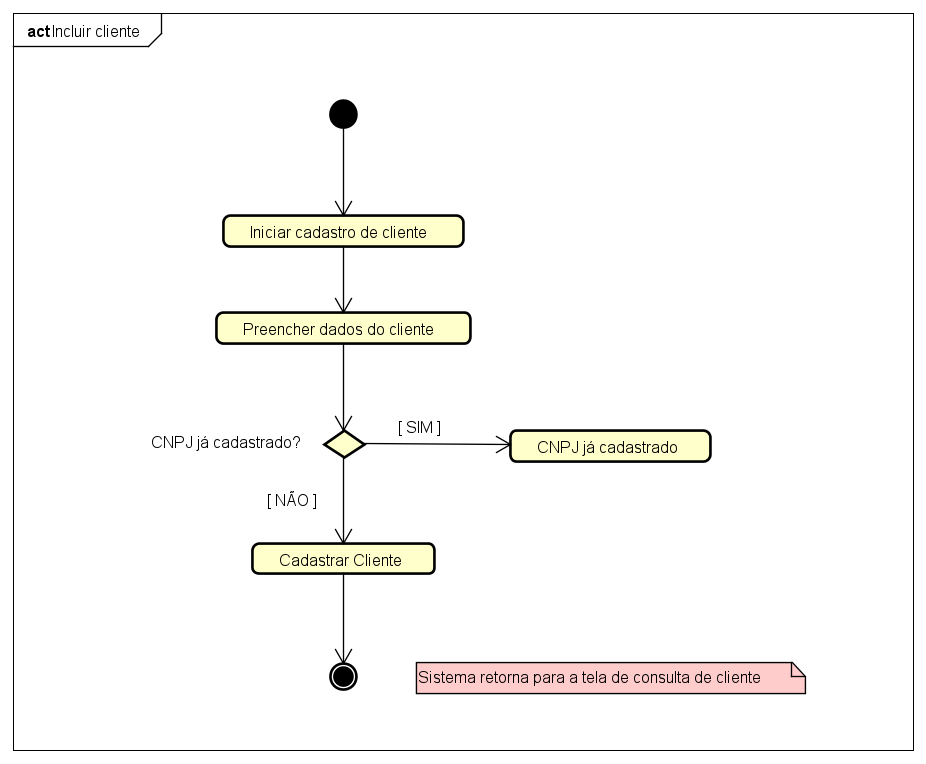 act Incluir cliente
Iniciar cadastro de cliente
Preencher dados do cliente
CNPJ já cadastrado?
[ SIM ]
CNPJ já cadastrado
[ NÃO ]
Cadastrar Cliente
Sistema retorna para a tela de consulta de cliente